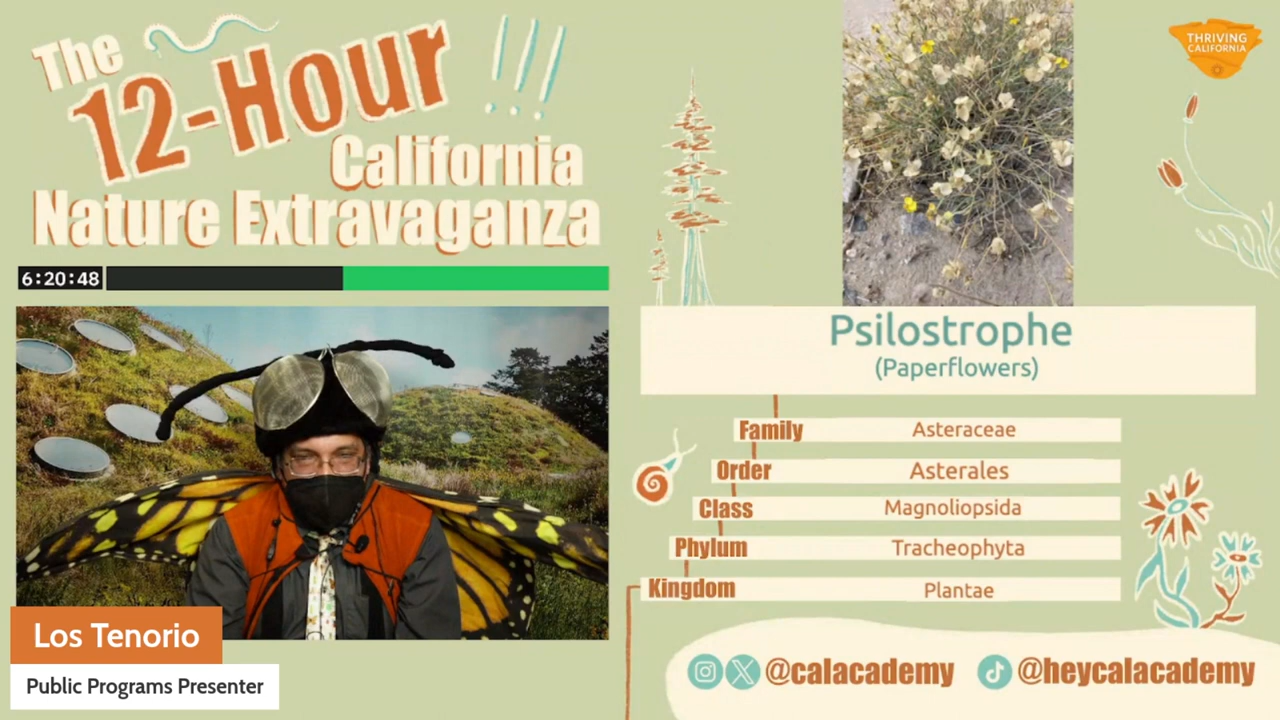 The
12-Hour!!!
California
Nature Extravaganza
6:20:48
Los Tenorio
Public Programs Presenter
THRIVING
CALIFORNIA
Psilostrophe
(Paperflowers)
Family Asteraceae
Order Asterales
Class Magnoliopsida
Phylum Tracheophyta
Kingdom Plantae
@calacademy @heycalacademy